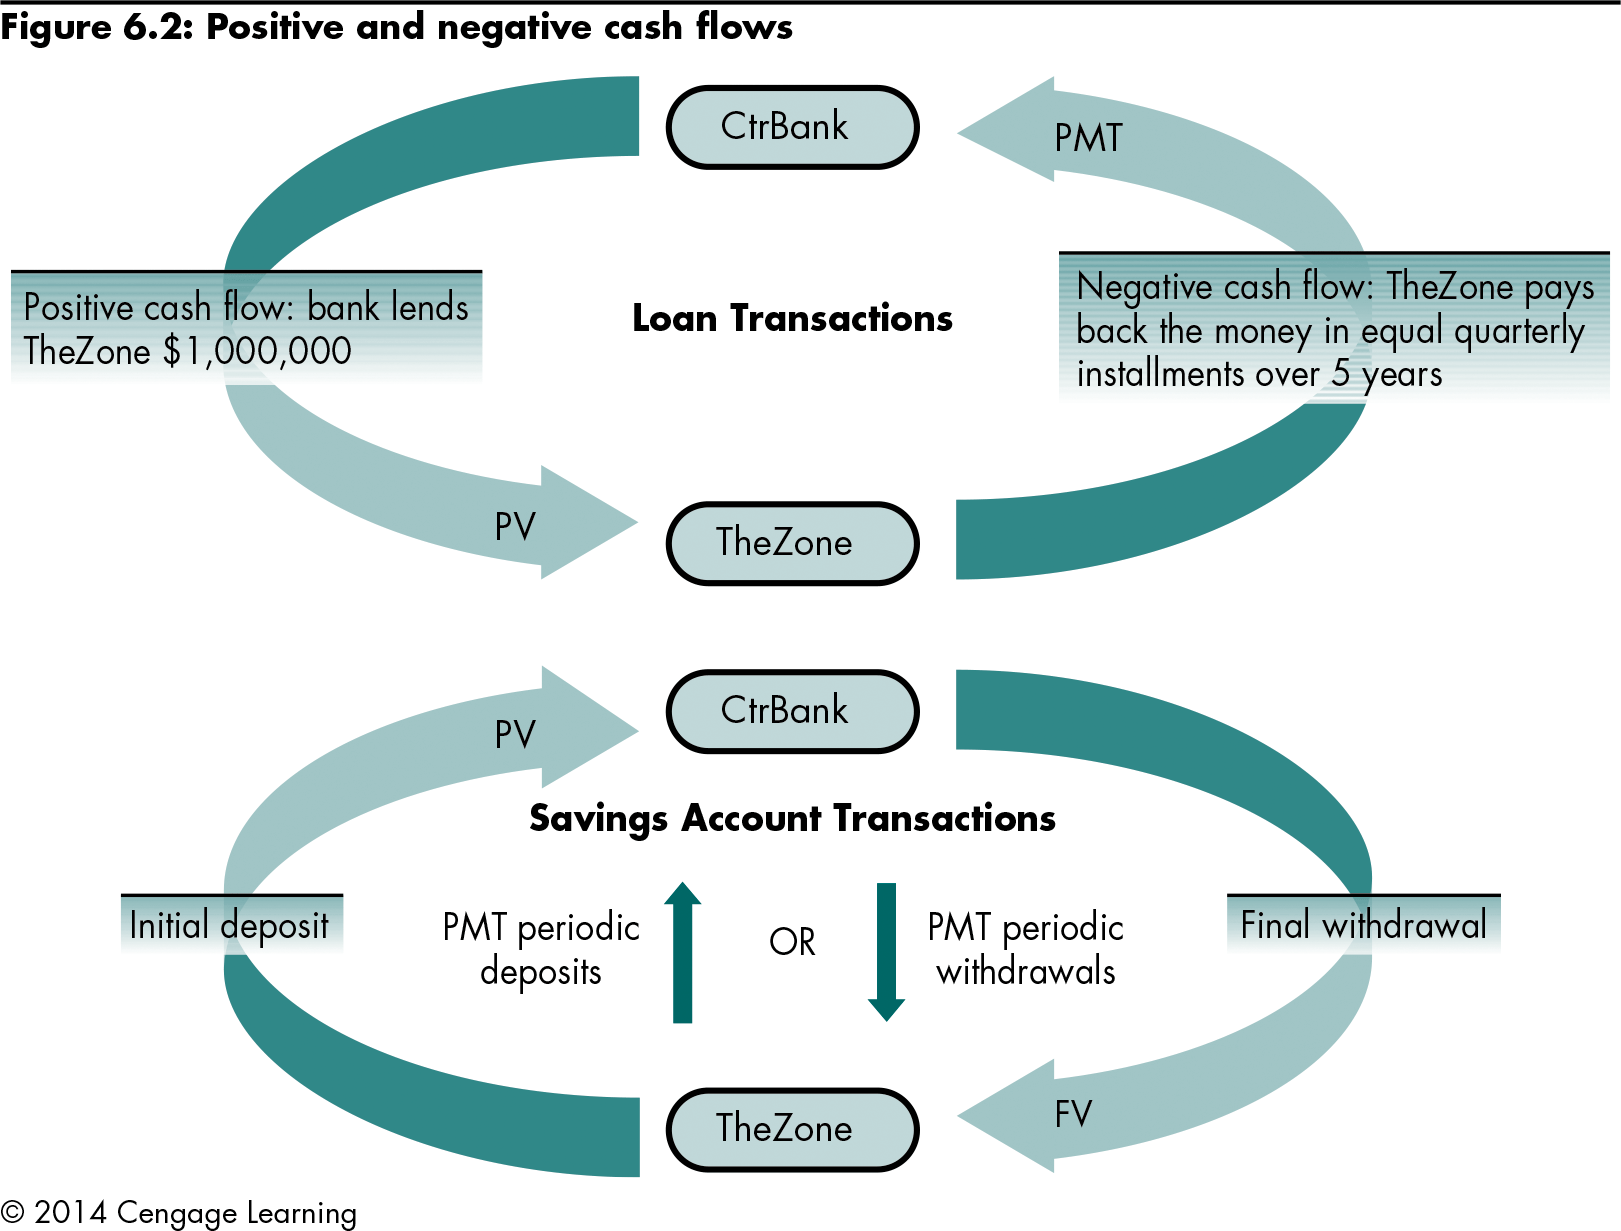 Figure 6.2: Positive and negative cash flows
CtrBank
PMT
Positive cash flow: bank lends
TheZone $1,000,000
Loan Transactions
Negative cash flow: TheZone pays
back the money in equal quarterly
installments over 5 years
PV
TheZone
PV
CtrBank
Savings Account Transactions
Initial deposit
PMT periodic
deposits
OR
PMT periodic
withdrawals
Final withdrawal
TheZone
FV
© 2014 Cengage Learning